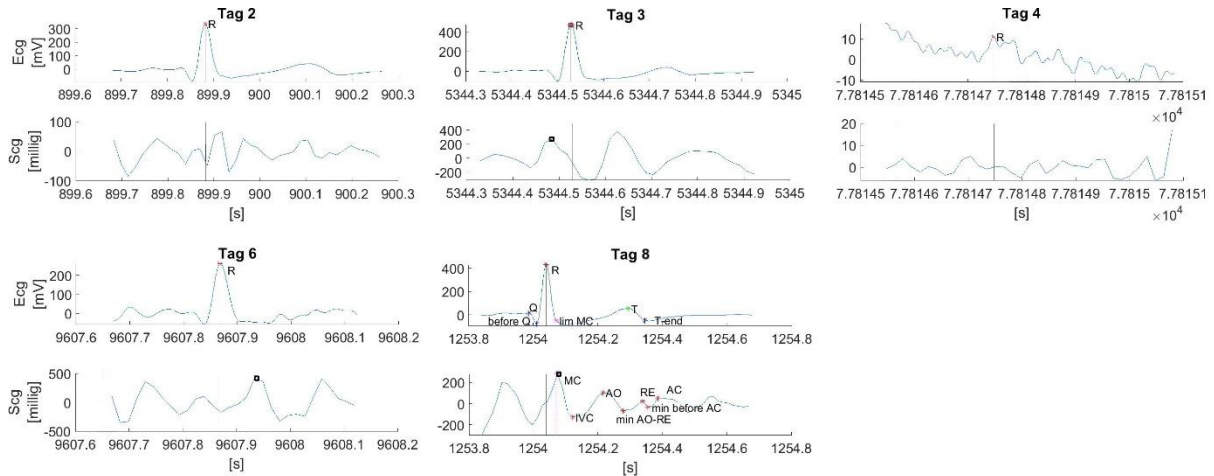 Tag 2
Tag 3
Tag 4
Ecg
[mV]
300
200
100
0
R
899.6 899.7 899.8 899.9 900 900.1 900.2 900.3
Ecg
[mV]
400
200
0
R
5344.3 5344.4 5344.5 5344.6 5344.7 5344.8 5344.9 5345
10
0
-10
R
7.78145 7.78146 7.78147 7.78148 7.78149 7.7815 7.78151
×10⁴
Scg
[millig]
100
0
-100
899.6 899.7 899.8 899.9 900 900.1 900.2 900.3
[s]
400
200
0
-200
5344.3 5344.4 5344.5 5344.6 5344.7 5344.8 5344.9 5345
[s]
20
10
0
7.78145 7.78146 7.78147 7.78148 7.78149 7.7815 7.78151
[s]
×10⁴
Tag 6
Tag 8
Ecg
[mV]
200
100
0
R
9607.6 9607.7 9607.8 9607.9 9608 9608.1 9608.2
400
200
0
R
Q
before Q
lim MC
T
T-end
1253.8 1254 1254.2 1254.4 1254.6 1254.8
Scg
[millig]
500
0
-500
9607.6 9607.7 9607.8 9607.9 9608 9608.1 9608.2
[s]
200
0
-200
MC
IVC
AO
min AO-RE
RE
min before AC
AC
1253.8 1254 1254.2 1254.4 1254.6 1254.8
[s]